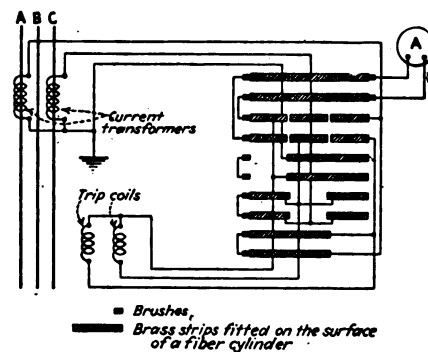 A B C
A
Current
transformers
Trip coils
Brushes,
Brass strips fitted on the surface
of a fiber cylinder